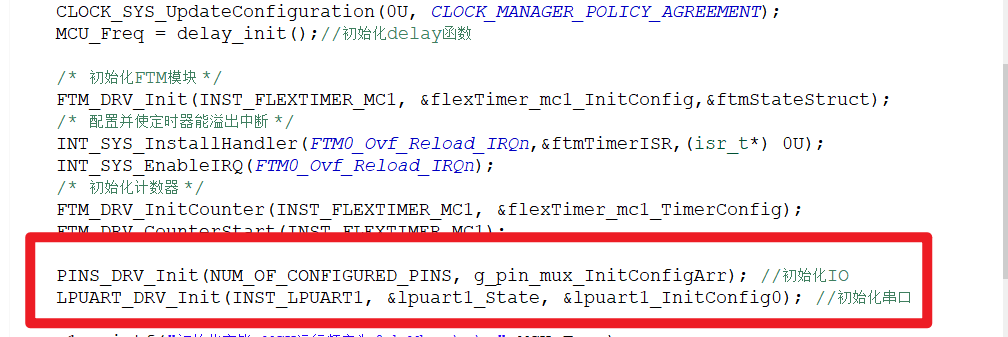 CLOCK_SYS_UpdateConfiguration(0U, CLOCK_MANAGER_POLICY_AGREEMENT);
MCU_Freq = delay_init();//初始化delay函数
/* 初始化FTM模块 */
FTM_DRV_Init(INST_FLEXTIMER_MC1, &flexTimer_mc1_InitConfig,&ftmStateStruct);
/* 配置并使定时器能溢出中断 */
INT_SYS_InstallHandler(FTM0_Ovf_Reload_IRQn,&ftmTimerISR,(isr_t*) 0U);
INT_SYS_EnableIRQ(FTM0_Ovf_Reload_IRQn);
/* 初始化计数器 */
FTM_DRV_InitCounter(INST_FLEXTIMER_MC1, &flexTimer_mc1_TimerConfig);
FTM_DRV_CounterStart(INST_FLEXTIMER_MC1);
PINS_DRV_Init(NUM_OF_CONFIGURED_PINS, g_pin_mux_InitConfigArr); //初始化IO
LPUART_DRV_Init(INST_LPUART1, &lpuart1_State, &lpuart1_InitConfig0); //初始化串口